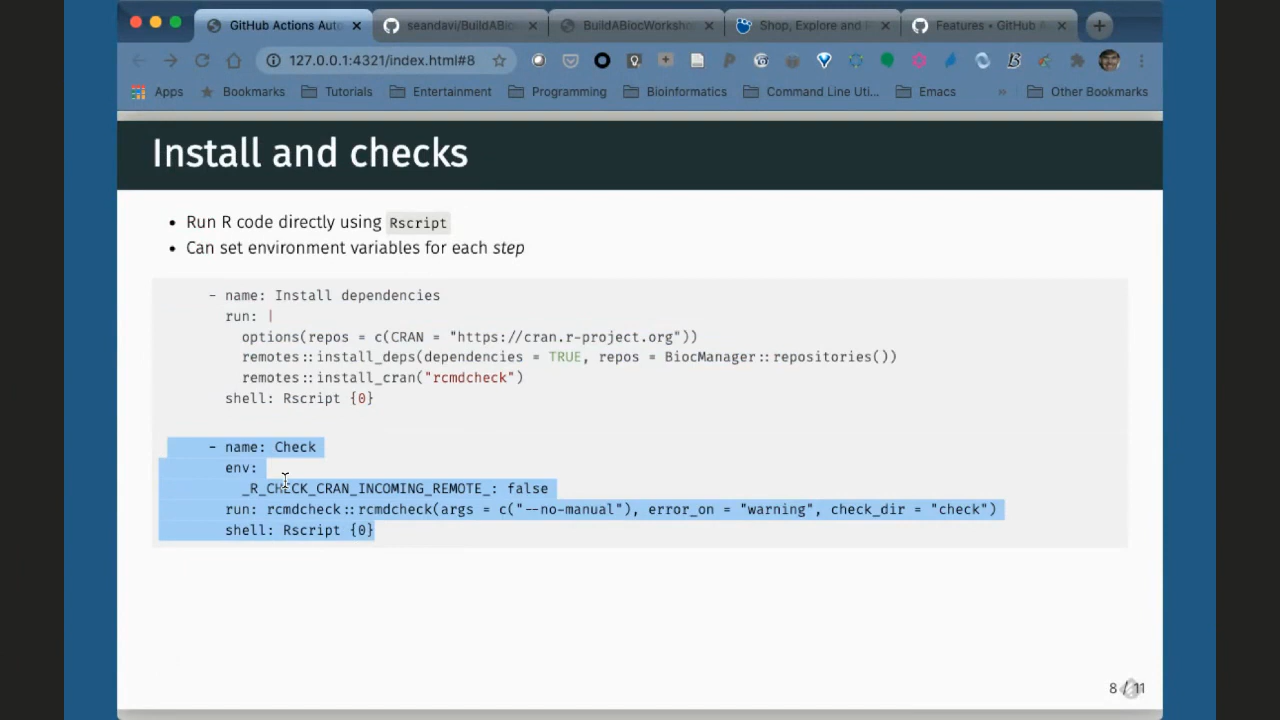 GitHub Actions Auto
seandavi/BuildABio
BuildABiocWorksho
Shop, Explore and
Features • GitHub A
127.0.0.1:4321/index.html#8
Apps
Bookmarks
Tutorials
Entertainment
Programming
Bioinformatics
Command Line Uti...
Emacs
»
Other Bookmarks
Install and checks
• Run R code directly using Rscript
• Can set environment variables for each step
- name: Install dependencies
run: |
options(repos = c(CRAN = "https://cran.r-project.org"))
remotes::install_deps(dependencies = TRUE, repos = BiocManager::repositories())
remotes::install_cran("rcmdcheck")
shell: Rscript {0}
- name: Check
env:
_R_CHECK_CRAN_INCOMING_REMOTE_: false
run: rcmdcheck::rcmdcheck(args = c("--no-manual"), error_on = "warning", check_dir = "check")
shell: Rscript {0}
8 / 11